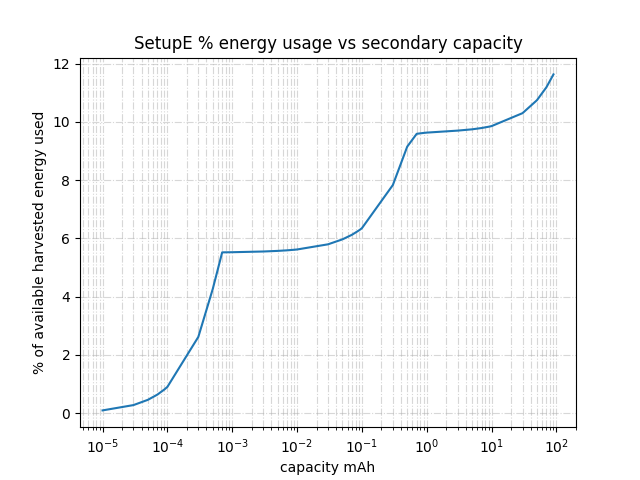 SetupE % energy usage vs secondary capacity
% of available harvested energy used
12
10
8
6
4
2
0
10⁻⁵ 10⁻⁴ 10⁻³ 10⁻² 10⁻¹ 10⁰ 10¹ 10²
capacity mAh